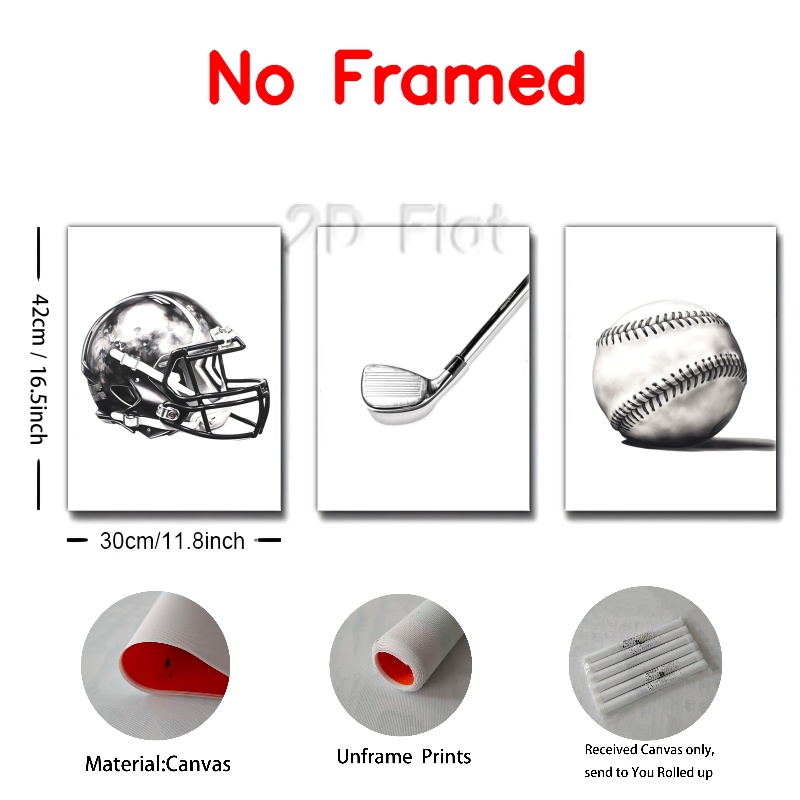 No Framed
2D Flat
42cm / 16.5inch
30cm/11.8inch
Material:Canvas
Unframe Prints
Received Canvas only,
send to You Rolled up